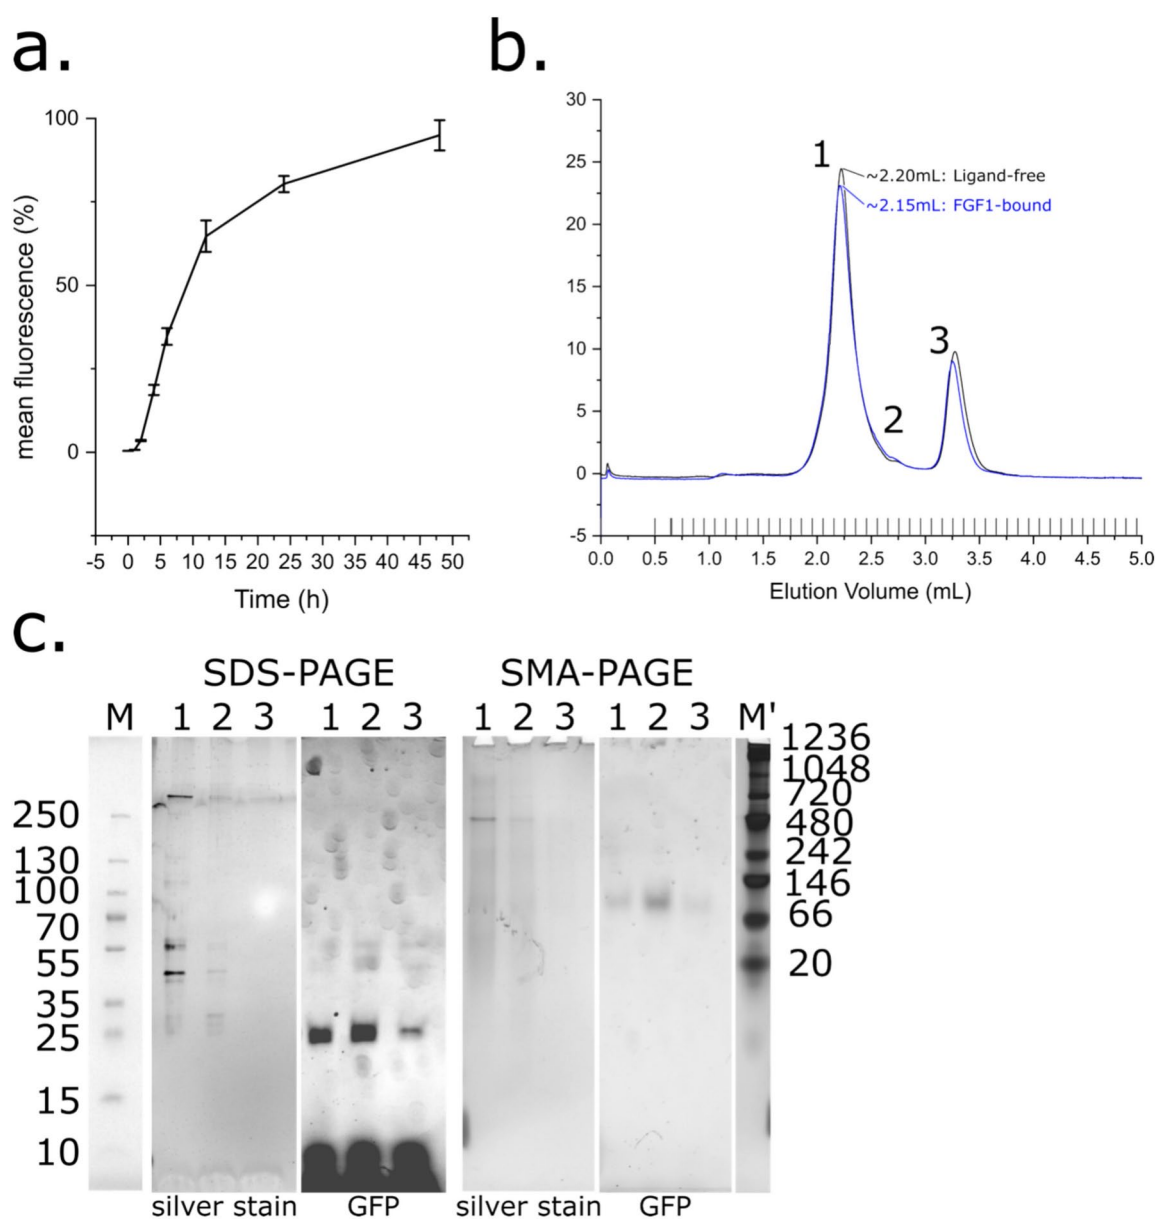 a.
b.
100
50
0
mean fluorescence (%)
-5 0 5 10 15 20 25 30 35 40 45 50
Time (h)
30
25
20
15
10
5
0
-5
1
~2.20mL: Ligand-free
~2.15mL: FGF1-bound
3
2
0.0 0.5 1.0 1.5 2.0 2.5 3.0 3.5 4.0 4.5 5.0
Elution Volume (mL)
c.
SDS-PAGE SMA-PAGE
M 1 2 3 1 2 3 1 2 3 1 2 3 M'
250
130
100
70
55
35
25
15
10
1236
1048
720
480
242
146
66
20
silver stain GFP silver stain GFP